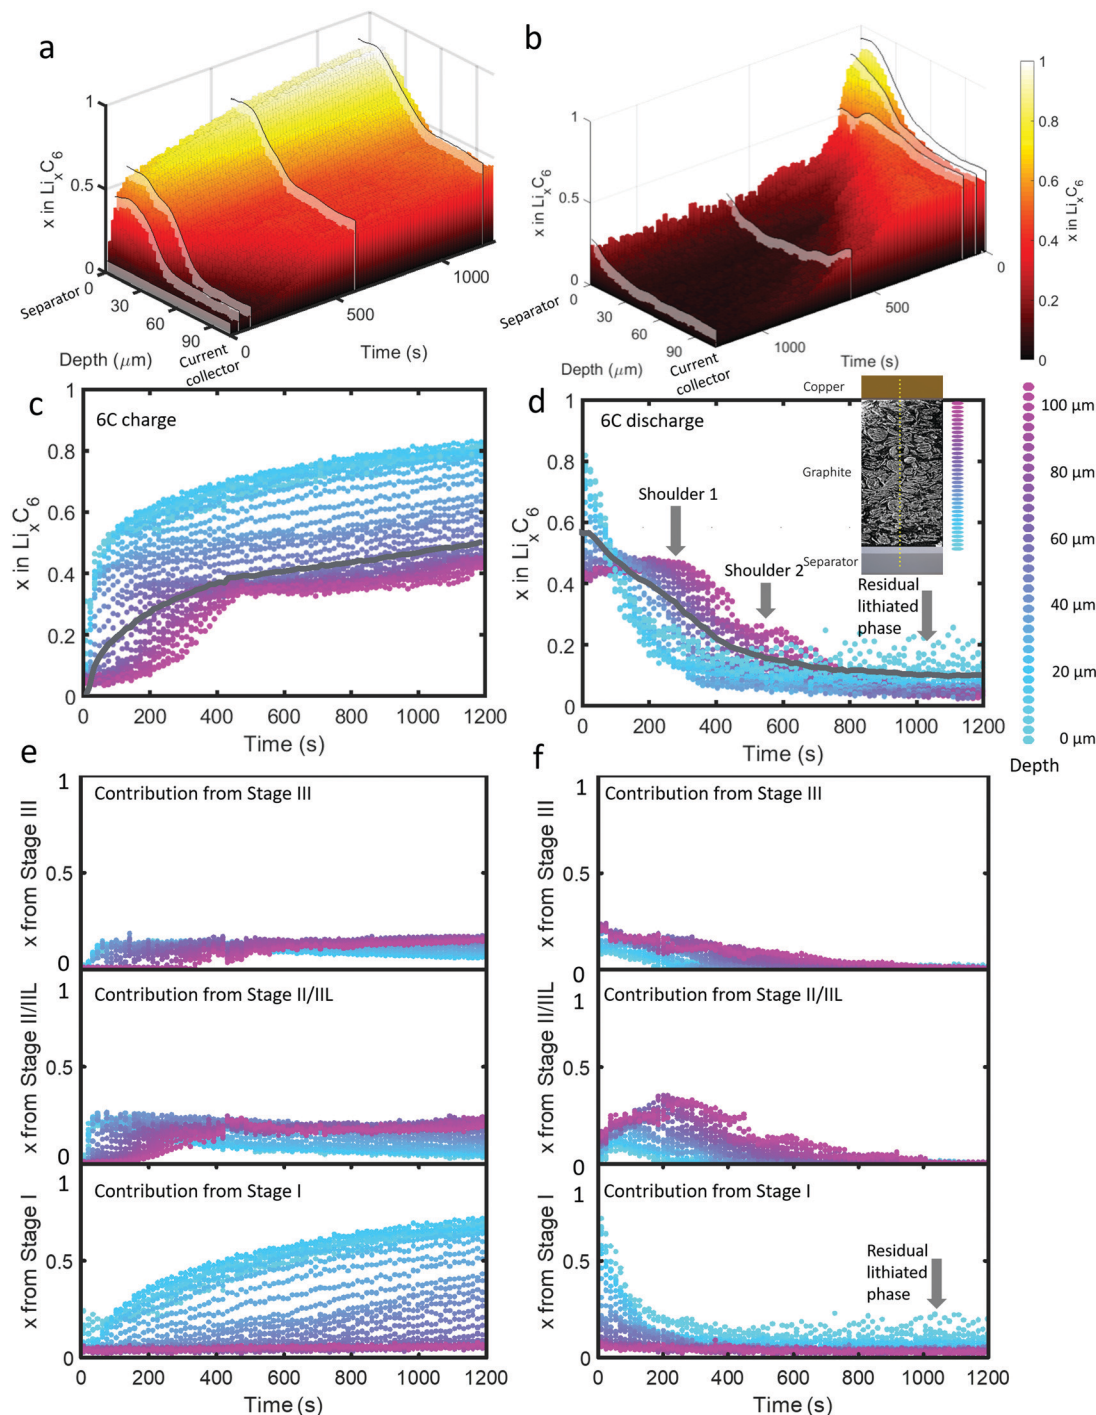 a
1
0.5
0
x in LiₓC₆
Separator
0
30
60
90
Depth (μm)
Current
collector
0
500
1000
Time (s)
b
1
0.5
0
x in LiₓC₆
Separator
0
30
60
90
Depth (μm)
Current
collector
1000
500
0
Time (s)
1
0.8
0.6
0.4
0.2
0
x in LiₓC₆
c
6C charge
1
0.8
0.6
0.4
0.2
0
x in LiₓC₆
0 200 400 600 800 1000 1200
Time (s)
d
6C discharge
1
0.8
0.6
0.4
0.2
0
x in LiₓC₆
Shoulder 1
Shoulder 2
Copper
Graphite
Separator
Residual
lithiated
phase
0 200 400 600 800 1000 1200
Time (s)
100 μm
80 μm
60 μm
40 μm
20 μm
0 μm
Depth
e
Contribution from Stage III
1
0.5
0
x from Stage III
Contribution from Stage II/IIL
1
0.5
0
x from Stage II/IIL
Contribution from Stage I
1
0.5
0
x from Stage I
0 200 400 600 800 1000 1200
Time (s)
f
Contribution from Stage III
1
0.5
0
x from Stage III
Contribution from Stage II/IIL
1
0.5
0
x from Stage II/IIL
Contribution from Stage I
1
0.5
0
x from Stage I
Residual
lithiated
phase
0 200 400 600 800 1000 1200
Time (s)